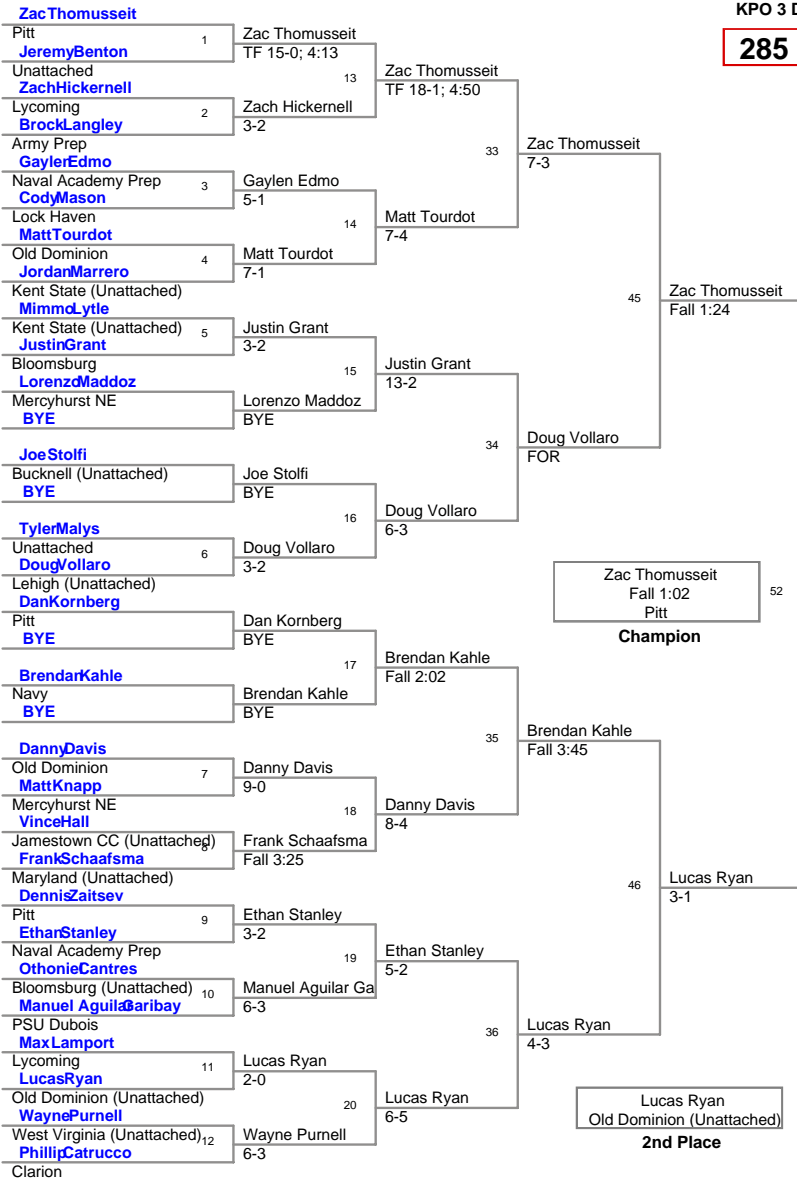 KPO 3 D
285
ZacThomusseit
Pitt
JeremyBenton
Unattached
ZachHickernell
Lycoming
BrockLangley
Army Prep
GaylerEdmo
Naval Academy Prep
CodyMason
Lock Haven
MattTourdot
Old Dominion
JordanMarrero
Kent State (Unattached)
MimmoLytle
Kent State (Unattached)
JustinGrant
Bloomsburg
LorenzoMaddoz
Mercyhurst NE
BYE
JoeStolfi
Bucknell (Unattached)
BYE
TylerMalys
Unattached
DougVollaro
Lehigh (Unattached)
DanKornberg
Pitt
BYE
BrendanKahle
Navy
BYE
DannyDavis
Old Dominion
MattKnapp
Mercyhurst NE
VinceHall
Jamestown CC (Unattached)
FrankSchaafsma
Maryland (Unattached)
DennisZaitsev
Pitt
EthanStanley
Naval Academy Prep
OthonielCantres
Bloomsburg (Unattached)
Manuel AguilarGaribay
PSU Dubois
MaxLamport
Lycoming
LucasRyan
Old Dominion (Unattached)
WaynePurnell
West Virginia (Unattached)
PhillipCatrucco
Clarion
1
2
3
4
5
6
7
8
9
10
11
12
Zac Thomusseit
TF 15-0; 4:13
Zach Hickernell
3-2
Gaylen Edmo
5-1
Matt Tourdot
7-1
Justin Grant
3-2
Lorenzo Maddoz
BYE
Joe Stolfi
BYE
Doug Vollaro
3-2
Dan Kornberg
BYE
Brendan Kahle
BYE
Danny Davis
9-0
Frank Schaafsma
Fall 3:25
Ethan Stanley
3-2
Manuel Aguilar Ga
6-3
Lucas Ryan
2-0
Wayne Purnell
6-3
13
14
15
16
17
18
19
20
Zac Thomusseit
TF 18-1; 4:50
Matt Tourdot
7-4
Justin Grant
13-2
Doug Vollaro
6-3
Brendan Kahle
Fall 2:02
Danny Davis
8-4
Ethan Stanley
5-2
Lucas Ryan
6-5
33
34
35
36
Zac Thomusseit
7-3
Doug Vollaro
FOR
Brendan Kahle
Fall 3:45
Lucas Ryan
4-3
45
46
Zac Thomusseit
Fall 1:24
Lucas Ryan
3-1
Zac Thomusseit
Fall 1:02
Pitt
52
Champion
Lucas Ryan
Old Dominion (Unattached)
2nd Place